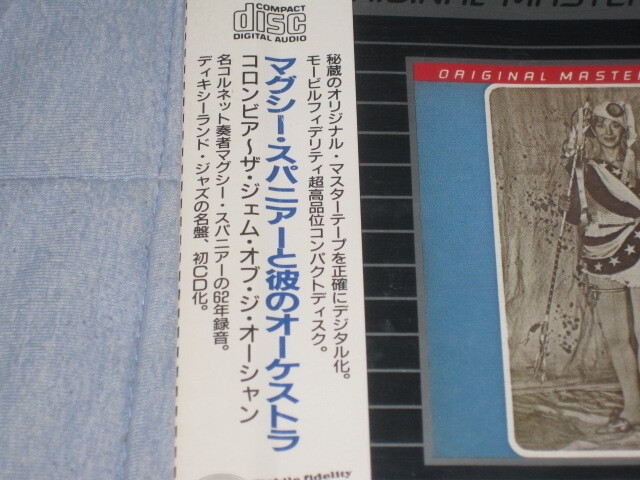 COMPACT
disc
DIGITAL AUDIO
ORIGINAL MASTER
秘蔵のオリジナル・マスターテープを正確にデジタル化。
モービルフィデリティ超高品位コンパクトディスク。
マグシー・スパニアーと彼のオーケストラ
コロンビア〜ザ・ジェム・オブ・ジ・オーシャン
名コルネット奏者マグシー・スパニアーの62年録音。
ディキシーランド・ジャズの名盤、初CD化。
fidelity